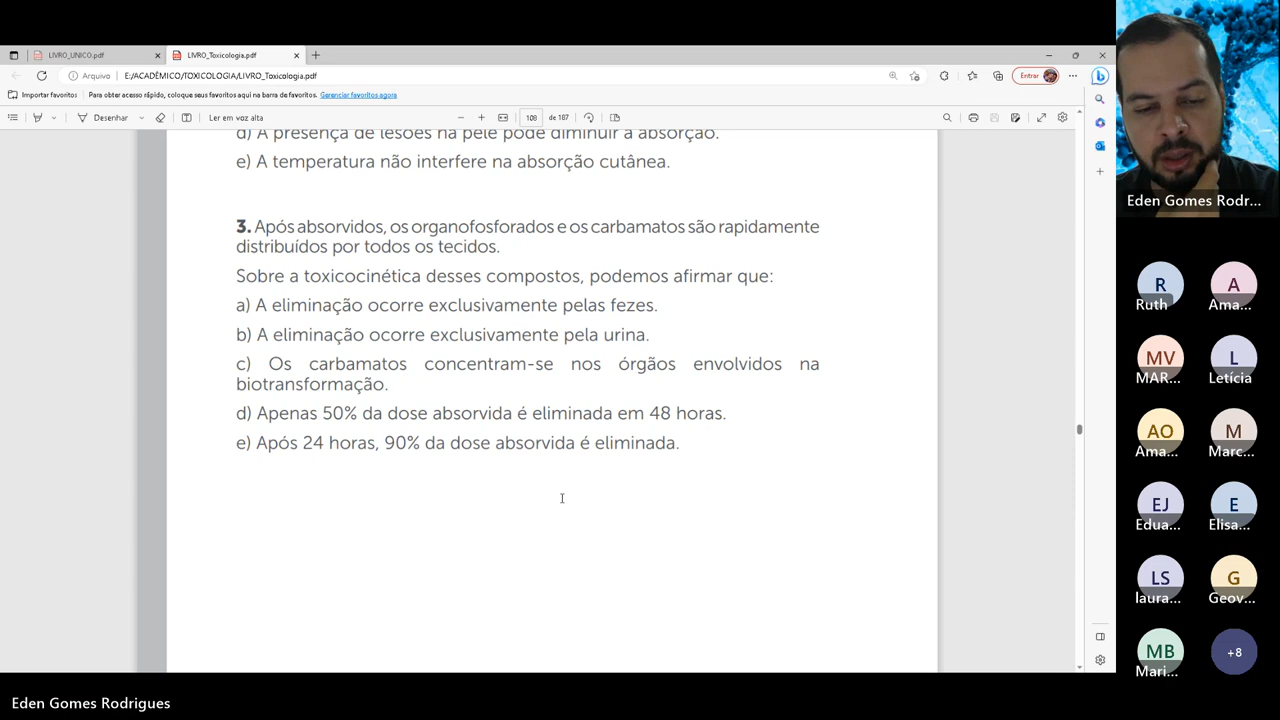 LIVRO_UNICO.pdf
LIVRO_Toxicologia.pdf
Arquivo
E:/ACADÊMICO/TOXICOLOGIA/LIVRO_Toxicologia.pdf
Entrar
Importar favoritos
Para obter acesso rápido, coloque seus favoritos aqui na barra de favoritos. Gerenciar favoritos agora
Desenhar
Ler em voz alta
108
de 187
d) A presença de lesões na pele pode diminuir a absorção.
e) A temperatura não interfere na absorção cutânea.
3. Após absorvidos, os organofosforados e os carbamatos são rapidamente
distribuídos por todos os tecidos.
Sobre a toxicocinética desses compostos, podemos afirmar que:
a) A eliminação ocorre exclusivamente pelas fezes.
b) A eliminação ocorre exclusivamente pela urina.
c) Os carbamatos concentram-se nos órgãos envolvidos na
biotransformação.
d) Apenas 50% da dose absorvida é eliminada em 48 horas.
e) Após 24 horas, 90% da dose absorvida é eliminada.
Eden Gomes Rodr...
R
Ruth
A
Ama...
MV
MAR...
L
Letícia
AO
Ama...
M
Marc...
EJ
Edua...
E
Elisa...
LS
laura...
G
Geov...
MB
Mari...
+8
Eden Gomes Rodrigues